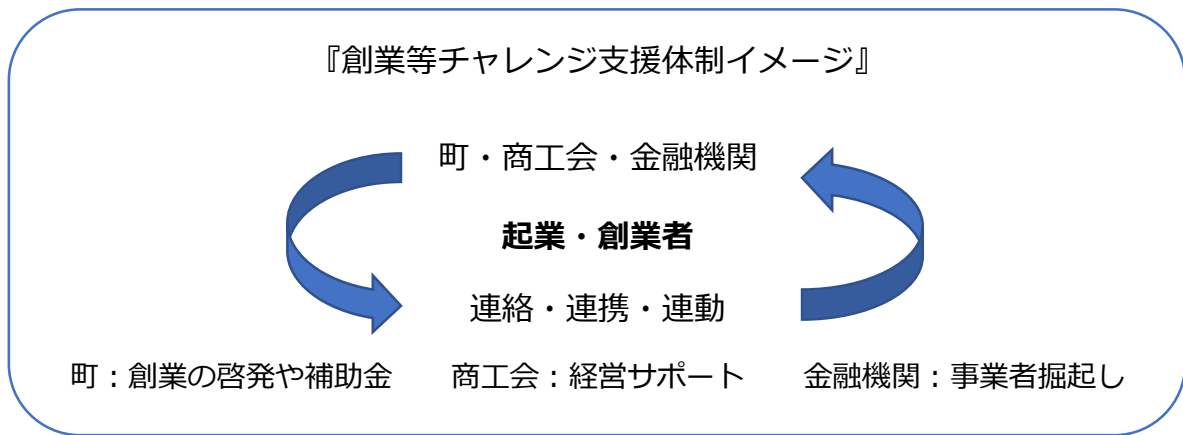 『創業等チャレンジ支援体制イメージ』
町・商工会・金融機関
起業・創業者
連絡・連携・連動
町：創業の啓発や補助金　商工会：経営サポート　金融機関：事業者掘起し